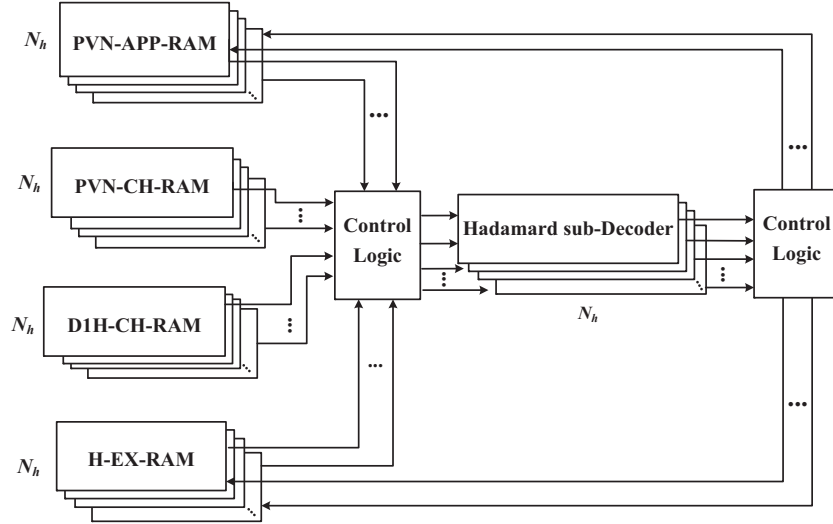 N_h
PVN-APP-RAM
N_h
PVN-CH-RAM
Control
Logic
Hadamard sub-Decoder
Control
Logic
N_h
D1H-CH-RAM
N_h
N_h
H-EX-RAM